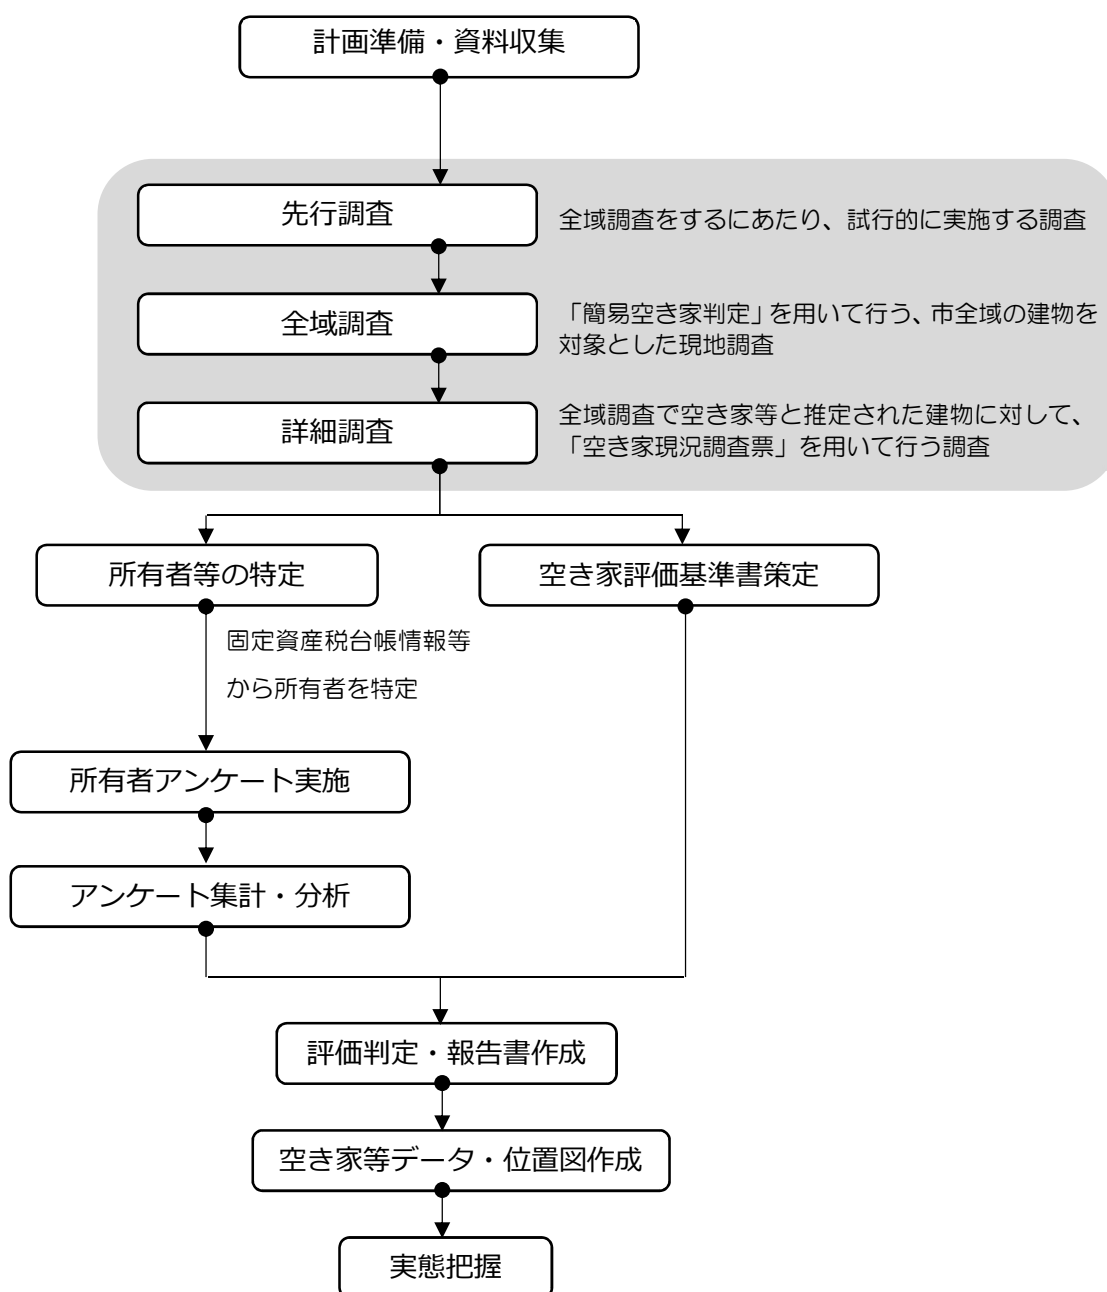 計画準備・資料収集
先行調査
全域調査をするにあたり、試行的に実施する調査
全域調査
「簡易空き家判定」を用いて行う、市全域の建物を
対象とした現地調査
詳細調査
全域調査で空き家等と推定された建物に対して、
「空き家現況調査票」を用いて行う調査
所有者等の特定
空き家評価基準書策定
固定資産税台帳情報等
から所有者を特定
所有者アンケート実施
アンケート集計・分析
評価判定・報告書作成
空き家等データ・位置図作成
実態把握